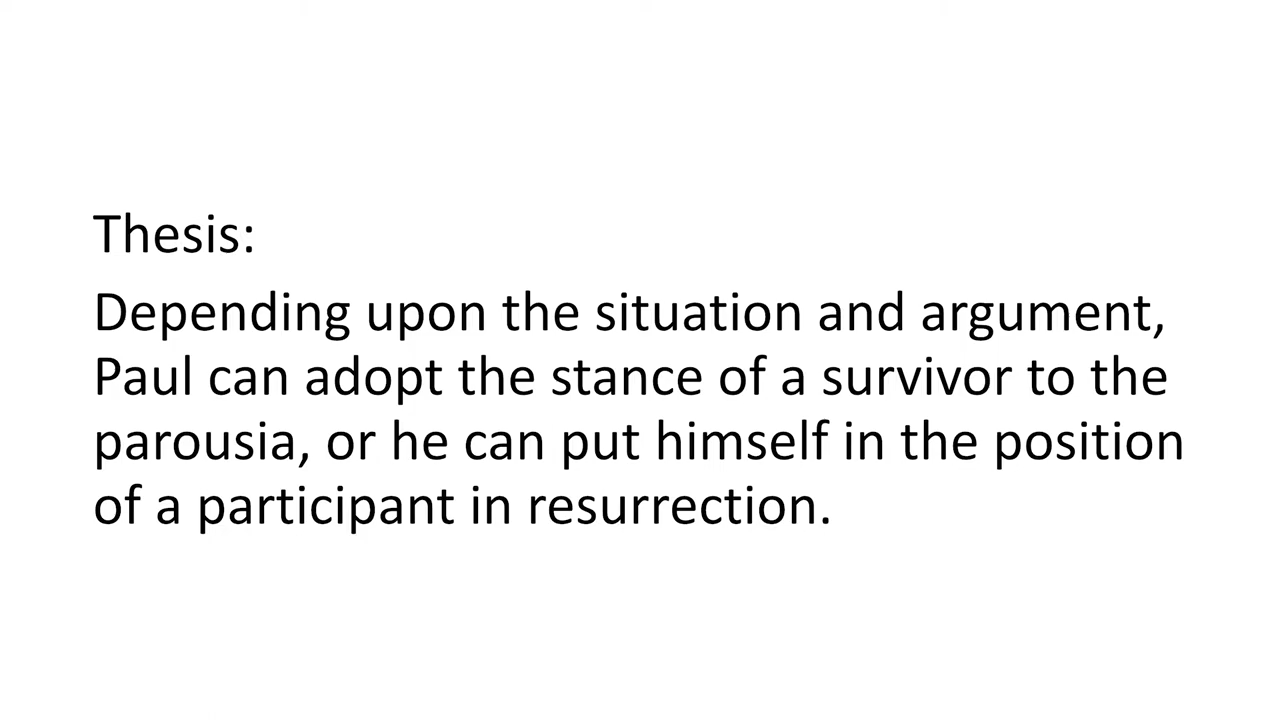 Thesis:
Depending upon the situation and argument,
Paul can adopt the stance of a survivor to the
parousia, or he can put himself in the position
of a participant in resurrection.